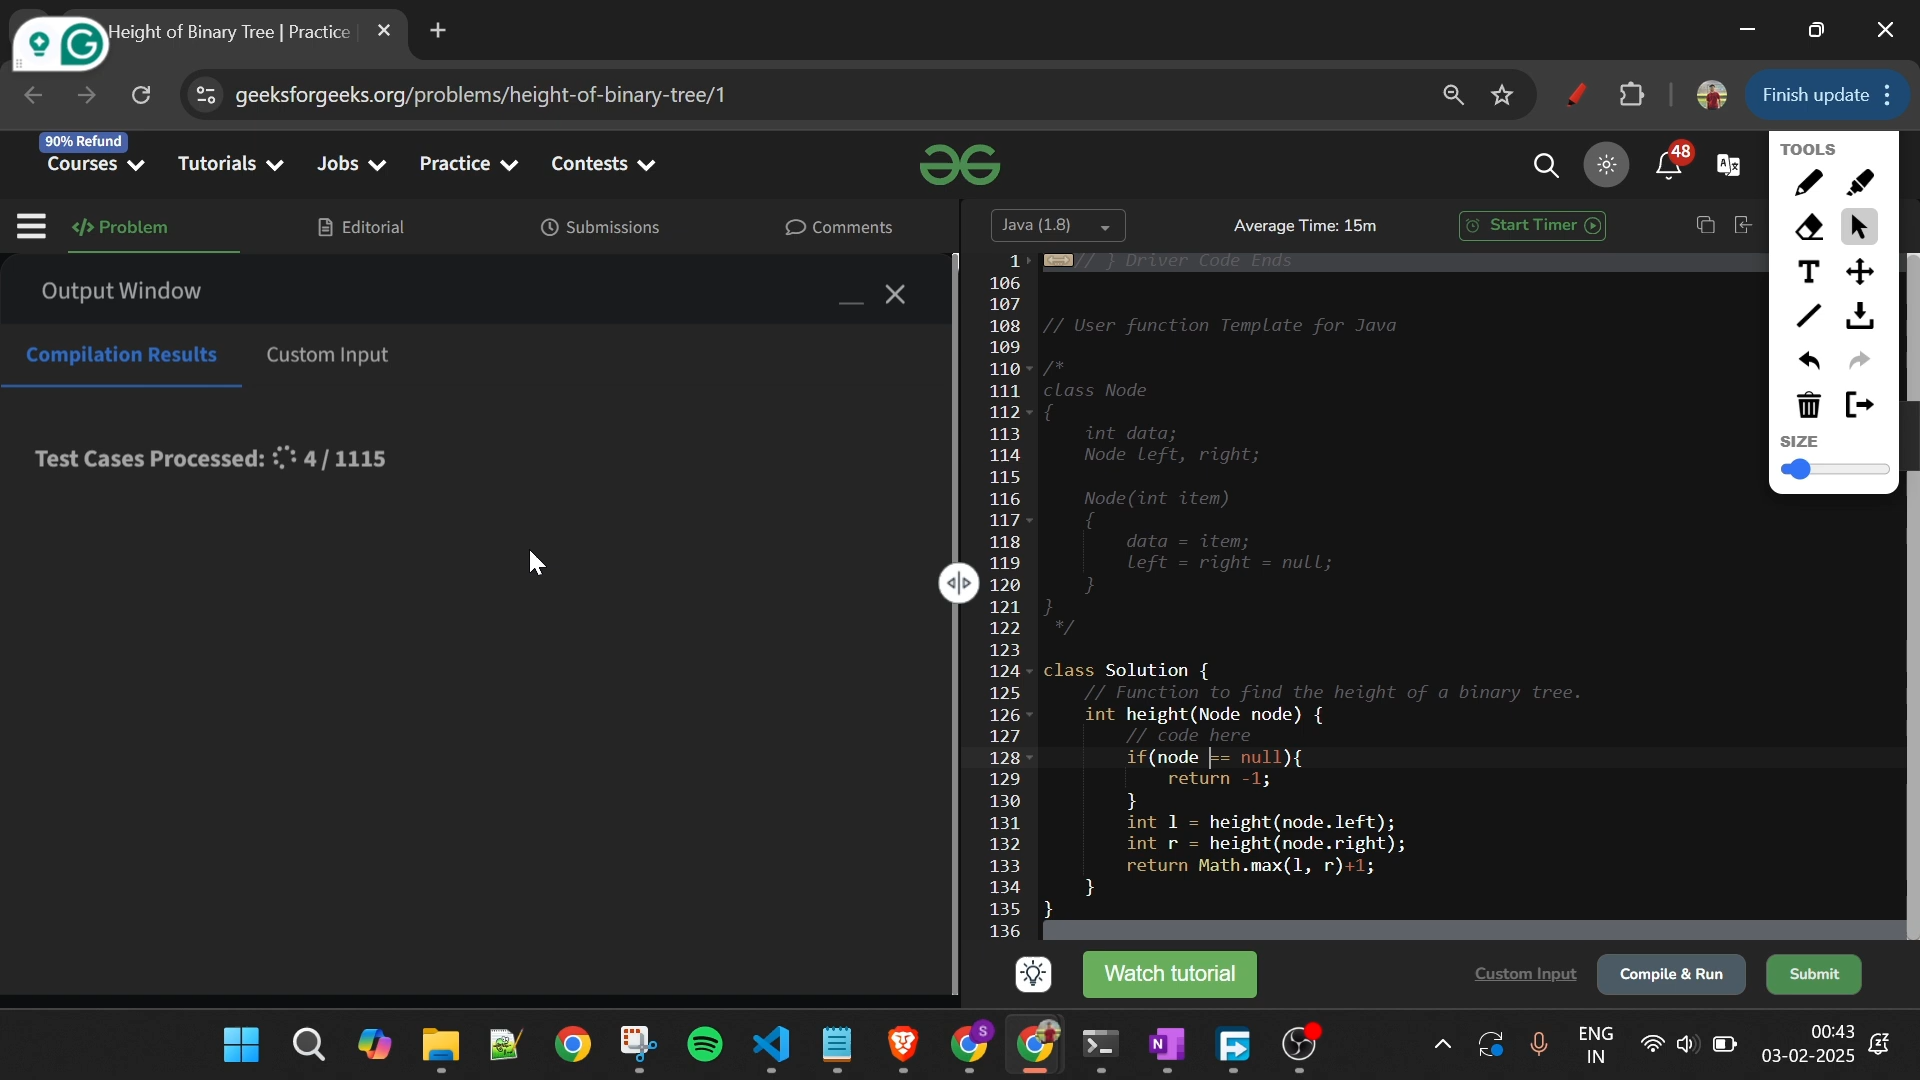 Height of Binary Tree | Practice
geeksforgeeks.org/problems/height-of-binary-tree/1
Finish update
90% Refund
Courses
Tutorials
Jobs
Practice
Contests
48
TOOLS
Problem
Editorial
Submissions
Comments
Java (1.8)
Average Time: 15m
Start Timer
Output Window
Compilation Results
Custom Input
Test Cases Processed: 4 / 1115
1 // } Driver Code Ends
106
107
108 // User function Template for Java
109
110 /*
111 class Node
112 {
113 int data;
114 Node left, right;
115
116 Node(int item)
117 {
118 data = item;
119 left = right = null;
120 }
121 }
122 */
123
124 class Solution {
125 // Function to find the height of a binary tree.
126 int height(Node node) {
127 // code here
128 if(node == null){
129 return -1;
130 }
131 int l = height(node.left);
132 int r = height(node.right);
133 return Math.max(l, r)+1;
134 }
135 }
136
T
SIZE
Watch tutorial
Custom Input
Compile & Run
Submit
S
N
ENG
IN
00:43
03-02-2025